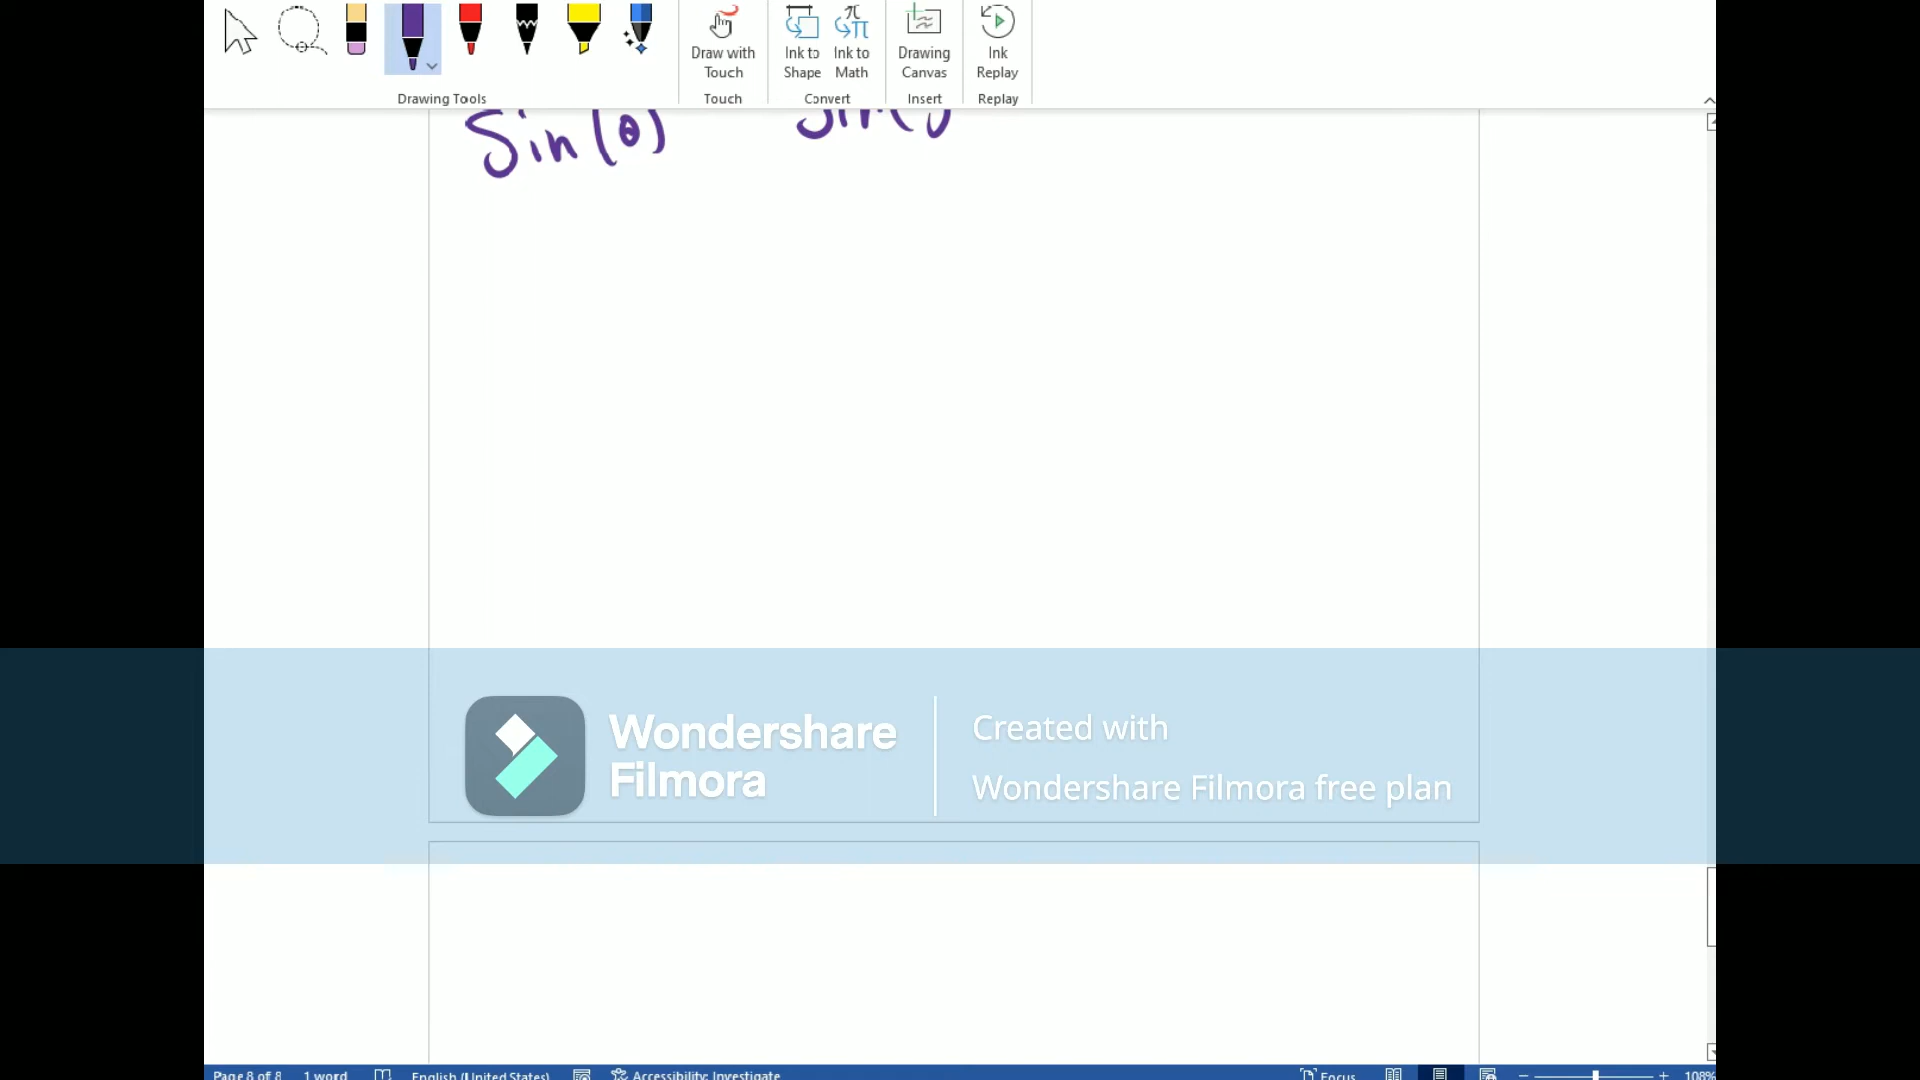 Draw with Touch
Ink to Shape
Ink to Math
Drawing Canvas
Ink Replay
Drawing Tools
Touch
Convert
Insert
Replay
Sin(θ)
Wondershare Filmora
Created with
Wondershare Filmora free plan
Page 8 of 8 1 word English (United States) Accessibility: Investigate Focus 108%